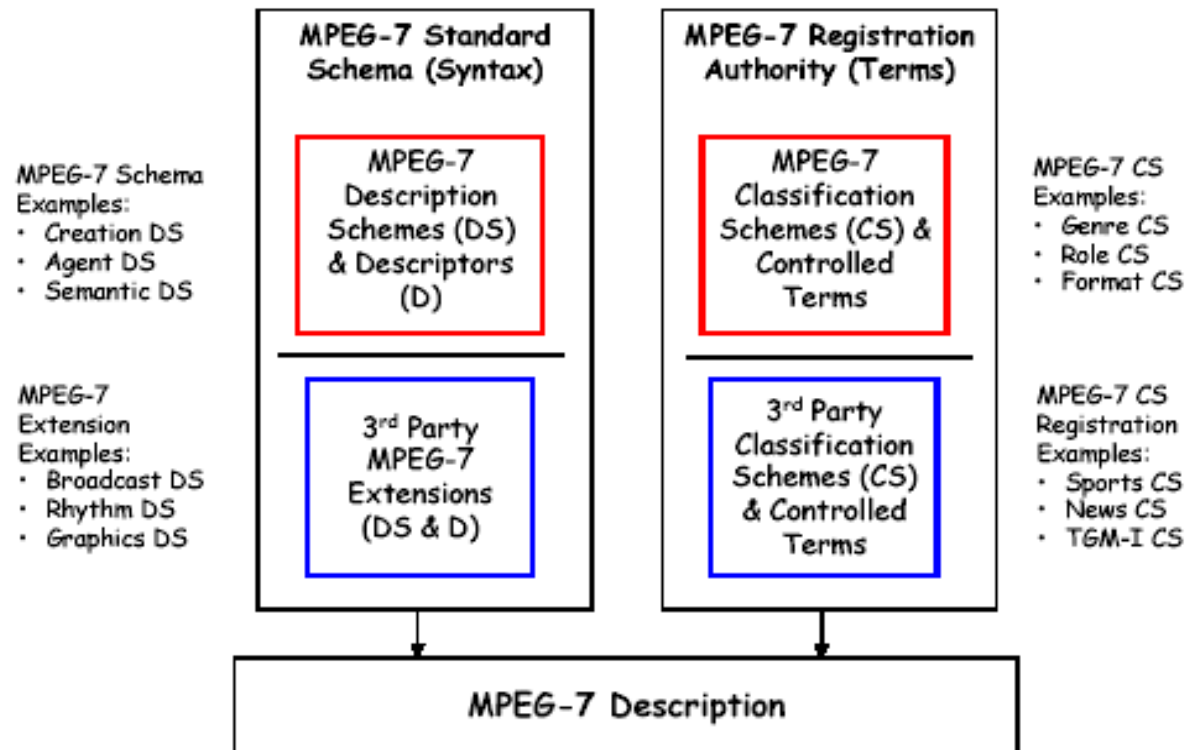 MPEG-7 Standard
Schema (Syntax)
MPEG-7 Registration
Authority (Terms)
MPEG-7 Schema
Examples:
• Creation DS
• Agent DS
• Semantic DS
MPEG-7
Description
Schemes (DS)
& Descriptors
(D)
MPEG-7
Classification
Schemes (CS) &
Controlled
Terms
MPEG-7 CS
Examples:
• Genre CS
• Role CS
• Format CS
MPEG-7
Extension
Examples:
• Broadcast DS
• Rhythm DS
• Graphics DS
3rd Party
MPEG-7
Extensions
(DS & D)
3rd Party
Classification
Schemes (CS)
& Controlled
Terms
MPEG-7 CS
Registration
Examples:
• Sports CS
• News CS
• TGM-I CS
MPEG-7 Description